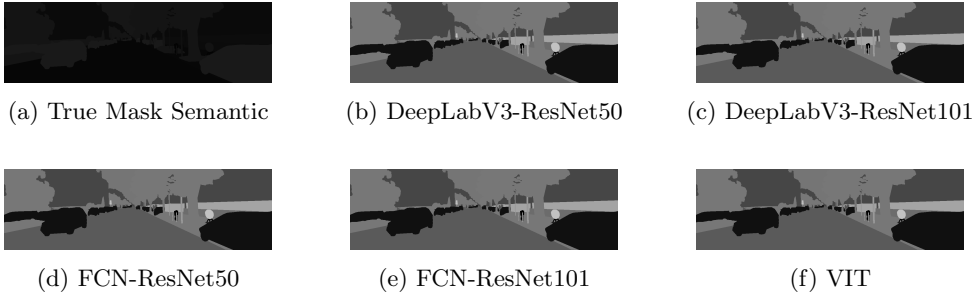 (a) True Mask Semantic
(b) DeepLabV3-ResNet50
(c) DeepLabV3-ResNet101
(d) FCN-ResNet50
(e) FCN-ResNet101
(f) VIT